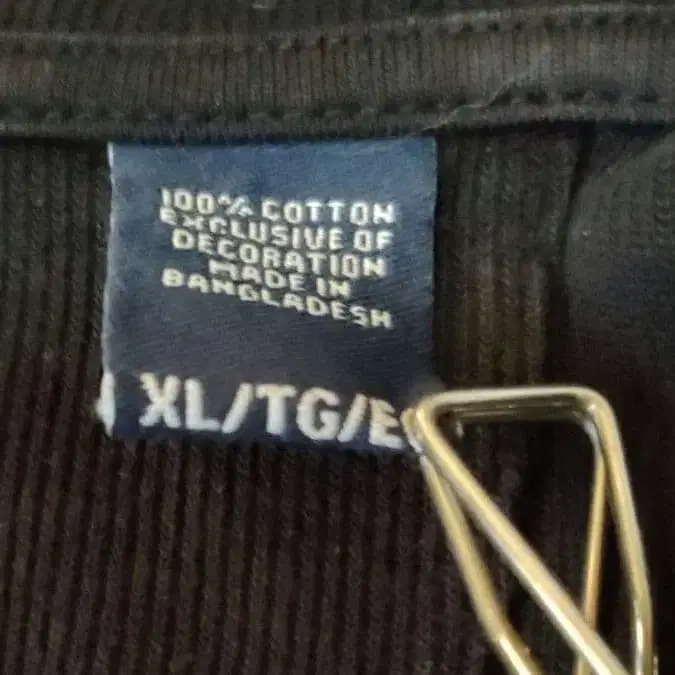 100% COTTON
EXCLUSIVE OF
DECORATION
MADE IN
BANGLADESH
XL/TG/E